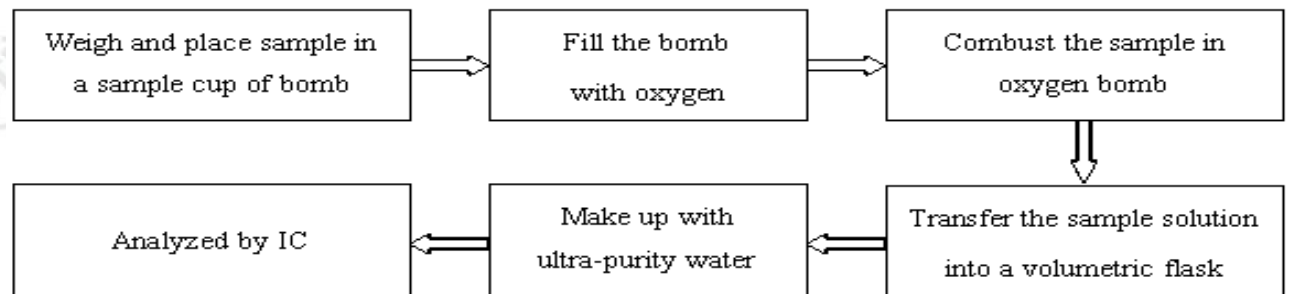 Weigh and place sample in
a sample cup of bomb
Fill the bomb
with oxygen
Combust the sample in
oxygen bomb
Transfer the sample solution
into a volumetric flask
Make up with
ultra-purity water
Analyzed by IC